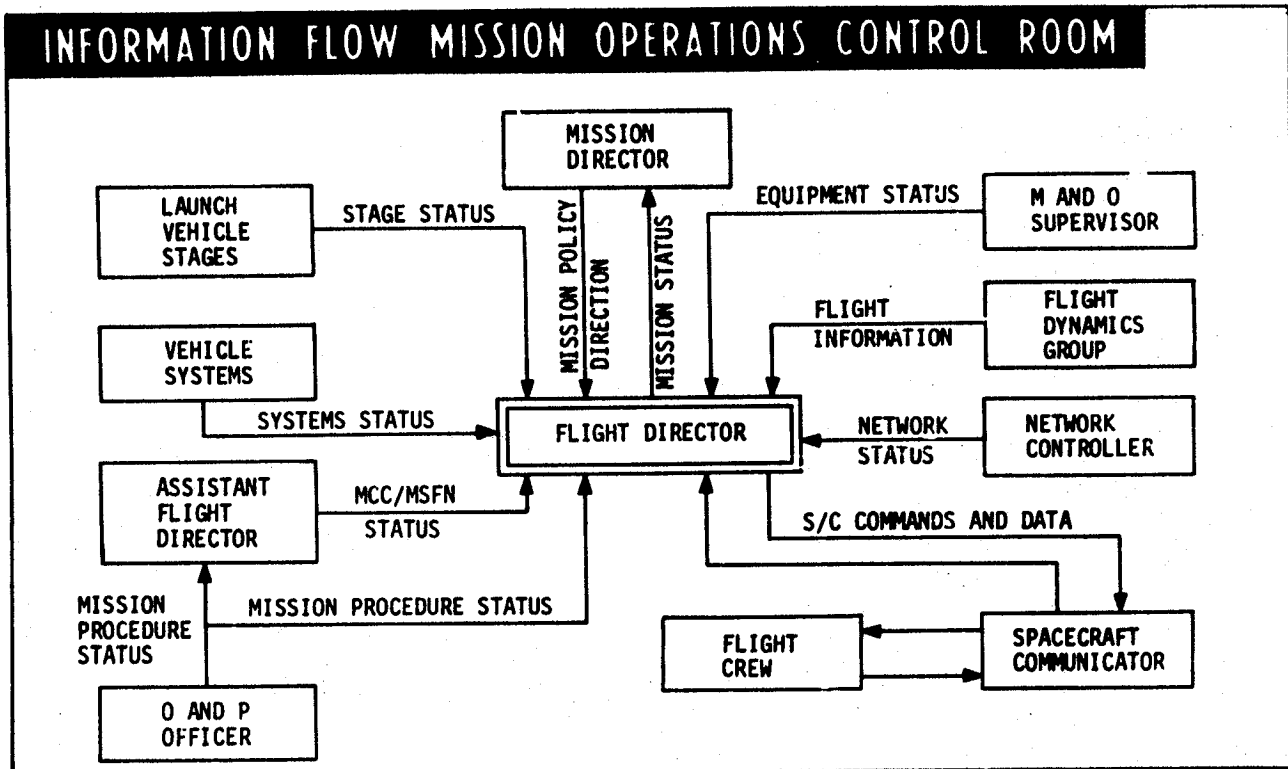 INFORMATION FLOW MISSION OPERATIONS CONTROL ROOM
MISSION
DIRECTOR
LAUNCH
VEHICLE
STAGES
STAGE STATUS
MISSION POLICY
DIRECTION
MISSION STATUS
EQUIPMENT STATUS
M AND O
SUPERVISOR
FLIGHT
INFORMATION
FLIGHT
DYNAMICS
GROUP
VEHICLE
SYSTEMS
SYSTEMS STATUS
FLIGHT DIRECTOR
NETWORK
STATUS
NETWORK
CONTROLLER
ASSISTANT
FLIGHT
DIRECTOR
MCC/MSFN
STATUS
S/C COMMANDS AND DATA
MISSION
PROCEDURE
STATUS
MISSION PROCEDURE STATUS
FLIGHT
CREW
SPACECRAFT
COMMUNICATOR
O AND P
OFFICER